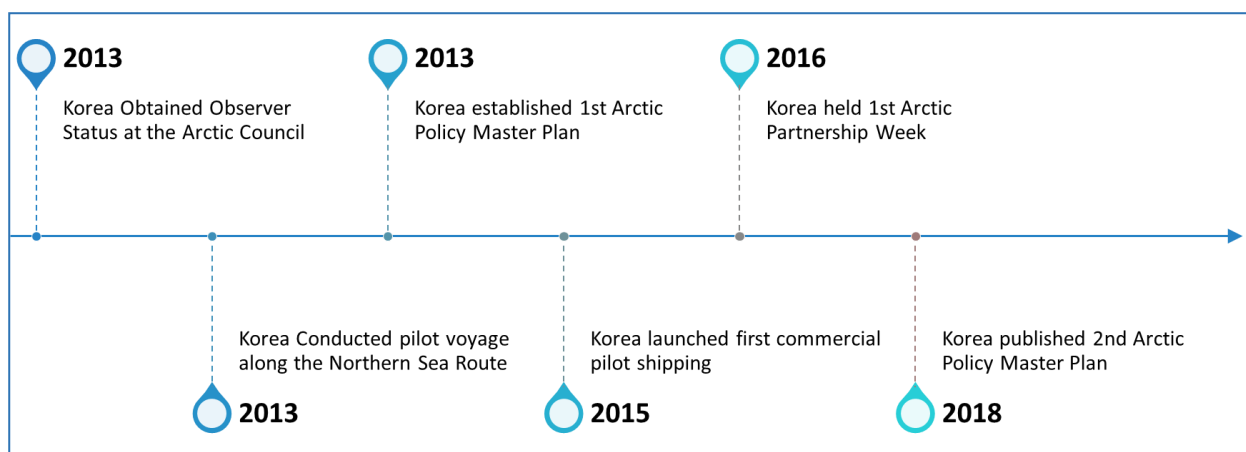 2013
Korea Obtained Observer
Status at the Arctic Council
2013
Korea established 1st Arctic
Policy Master Plan
2016
Korea held 1st Arctic
Partnership Week
Korea Conducted pilot voyage
along the Northern Sea Route
2013
Korea launched first commercial
pilot shipping
2015
Korea published 2nd Arctic
Policy Master Plan
2018